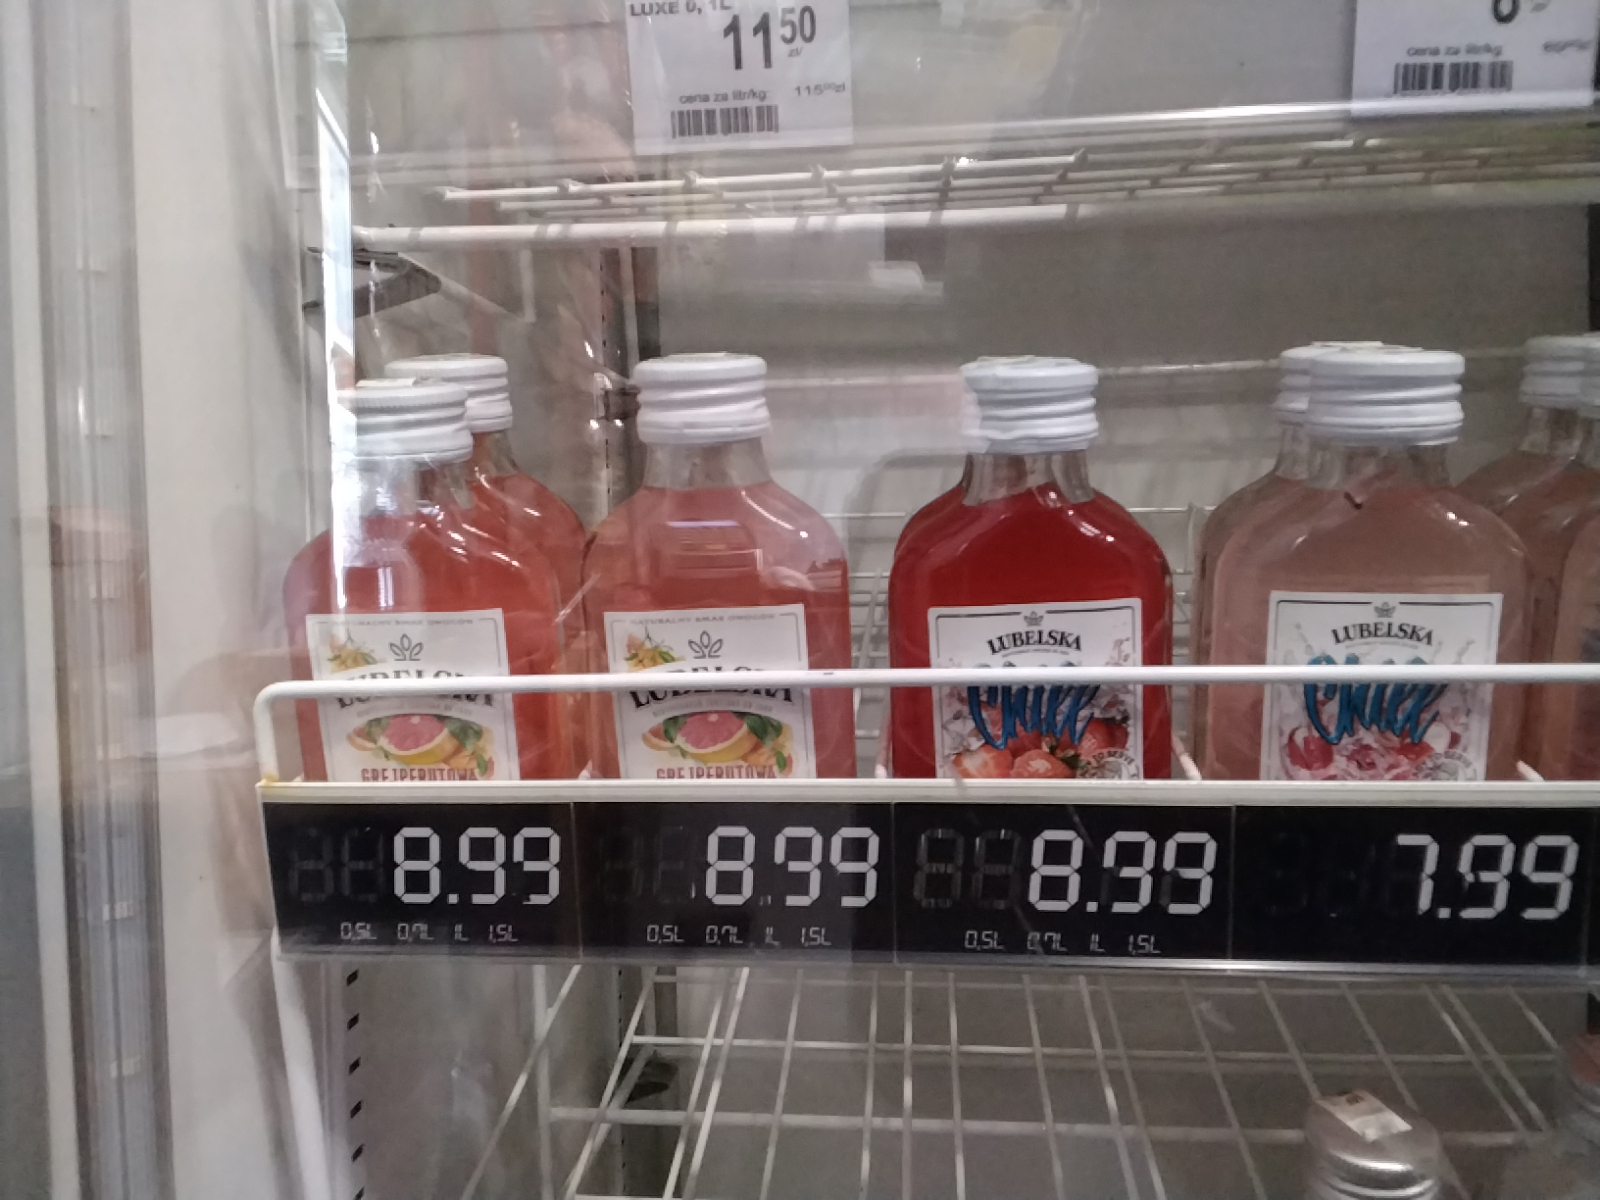 LUXE 0, 1L
11 50
zł/
cena za litr/kg:
115 00zł
cena za litr/kg
NATURALNY SMAK OWOCÓW
LUBELSKA
GREJPFRUTOWA
NATURALNY SMAK OWOCÓW
LUBELSKA
GREJPFRUTOWA
LUBELSKA
Chill
LUBELSKA
Chill
8.99
0,5L 0,7L 1L 1,5L
8.99
0,5L 0,7L 1L 1,5L
8.99
0,5L 0,7L 1L 1,5L
7.99